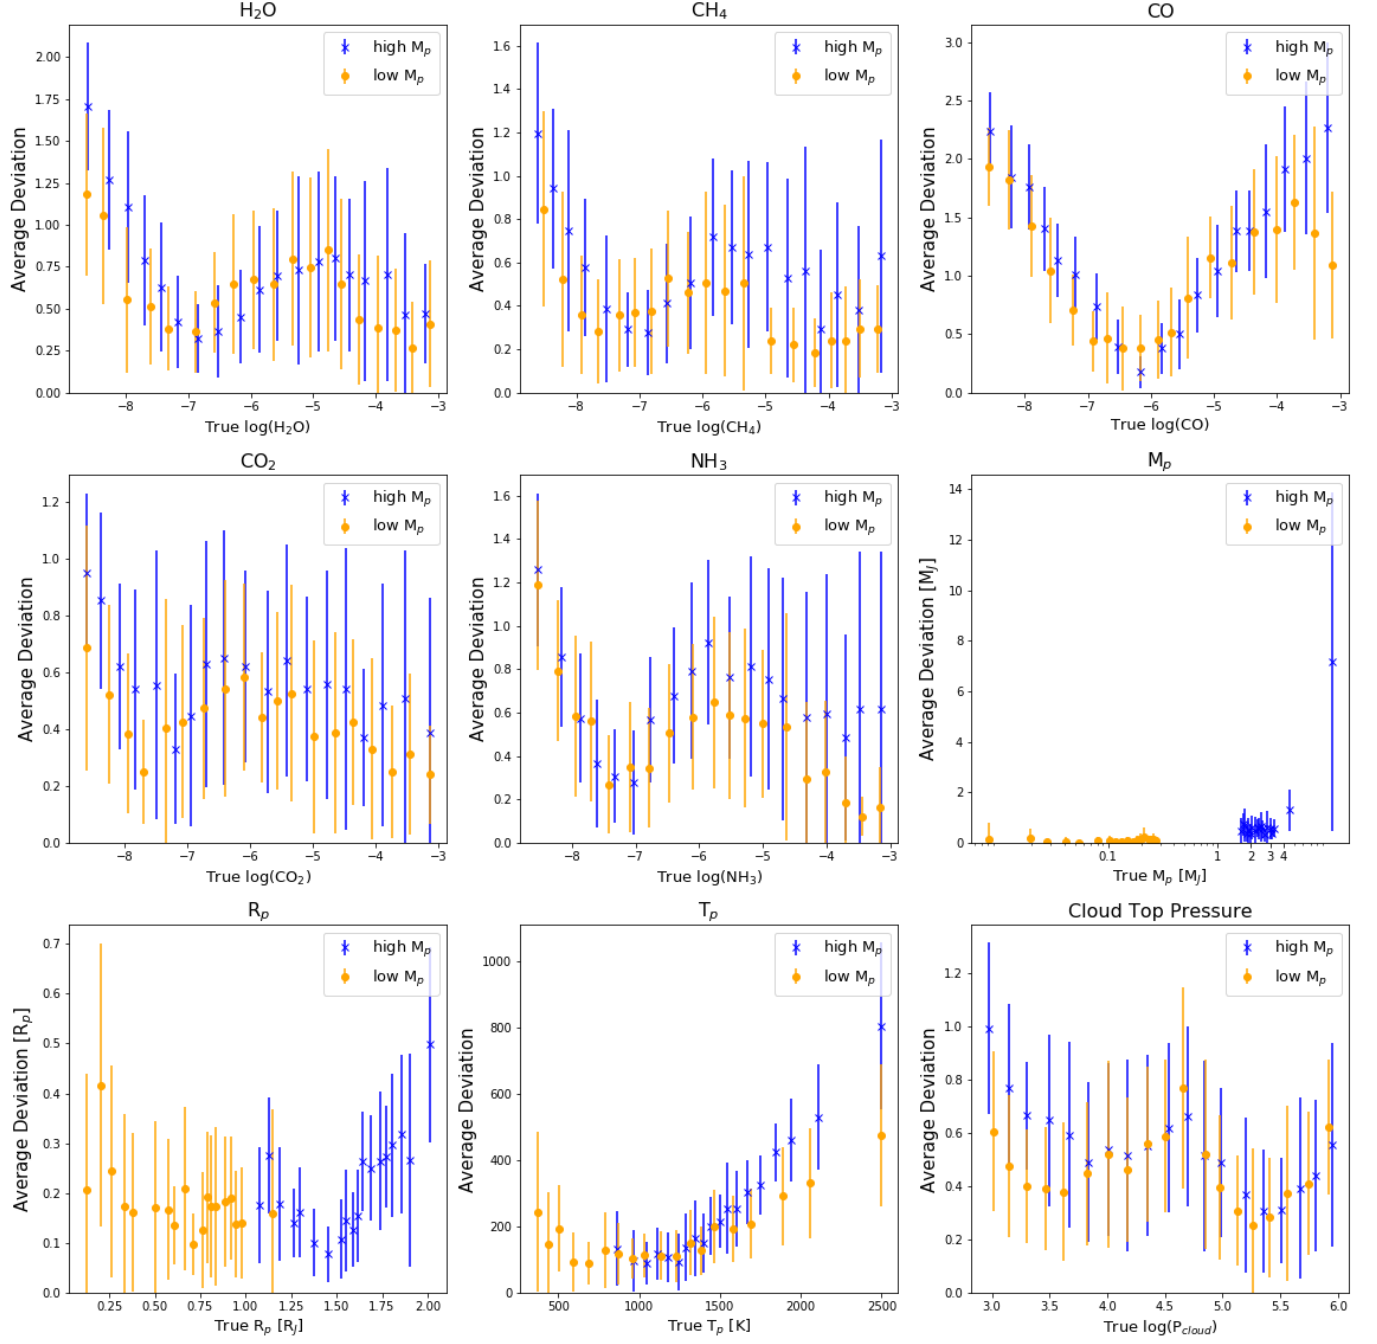 H₂O
CH₄
CO
high Mₚ
low Mₚ
high Mₚ
low Mₚ
high Mₚ
low Mₚ
Average Deviation
0.00
0.25
0.50
0.75
1.00
1.25
1.50
1.75
2.00
−8
−7
−6
−5
−4
−3
True log(H₂O)
Average Deviation
0.0
0.2
0.4
0.6
0.8
1.0
1.2
1.4
1.6
−8
−7
−6
−5
−4
−3
True log(CH₄)
Average Deviation
0.0
0.5
1.0
1.5
2.0
2.5
3.0
−8
−7
−6
−5
−4
−3
True log(CO)
CO₂
NH₃
Mₚ
high Mₚ
low Mₚ
high Mₚ
low Mₚ
high Mₚ
low Mₚ
Average Deviation
0.0
0.2
0.4
0.6
0.8
1.0
1.2
−8
−7
−6
−5
−4
−3
True log(CO₂)
Average Deviation
0.0
0.2
0.4
0.6
0.8
1.0
1.2
1.4
1.6
−8
−7
−6
−5
−4
−3
True log(NH₃)
Average Deviation [M_J]
0
2
4
6
8
10
12
14
0.1
1
2
3
4
True Mₚ [M_J]
Rₚ
Tₚ
Cloud Top Pressure
high Mₚ
low Mₚ
high Mₚ
low Mₚ
high Mₚ
low Mₚ
Average Deviation [Rₚ]
0.0
0.1
0.2
0.3
0.4
0.5
0.6
0.7
0.25
0.50
0.75
1.00
1.25
1.50
1.75
2.00
True Rₚ [R_J]
Average Deviation
0
200
400
600
800
1000
500
1000
1500
2000
2500
True Tₚ [K]
Average Deviation
0.0
0.2
0.4
0.6
0.8
1.0
1.2
3.0
3.5
4.0
4.5
5.0
5.5
6.0
True log(P_cloud)